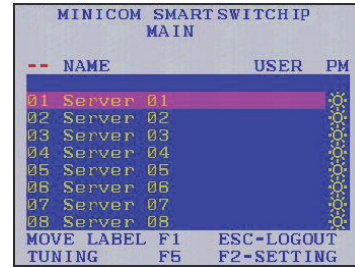 MINICOM SMARTSWITCHIP
MAIN
-- NAME USER PM
01 Server 01
02 Server 02
03 Server 03
04 Server 04
05 Server 05
06 Server 06
07 Server 07
08 Server 08
MOVE LABEL F1 ESC-LOGOUT
TUNING F5 F2-SETTING